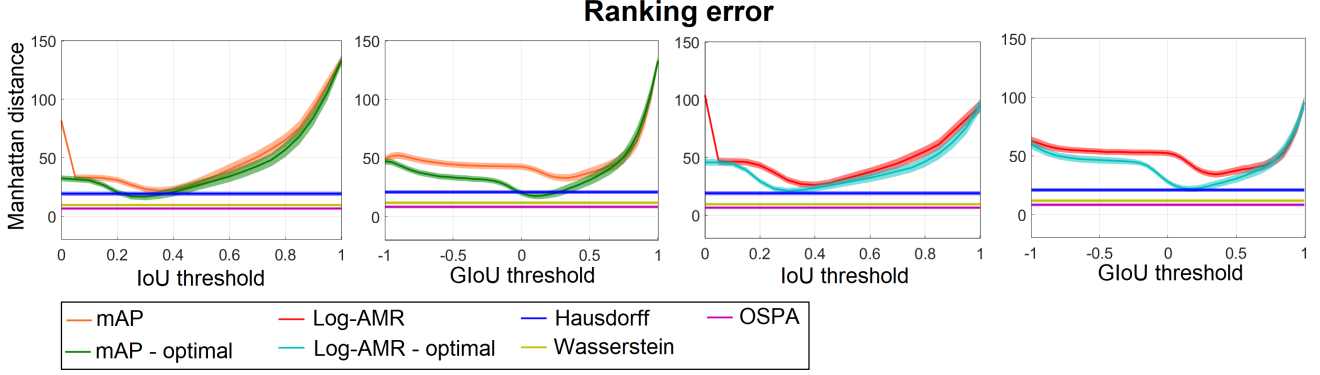 Ranking error
Manhattan distance
150
100
50
0
0 0.2 0.4 0.6 0.8 1
IoU threshold
150
100
50
0
-1 -0.5 0 0.5 1
GIoU threshold
150
100
50
0
0 0.2 0.4 0.6 0.8 1
IoU threshold
150
100
50
0
-1 -0.5 0 0.5 1
GIoU threshold
mAP Log-AMR Hausdorff OSPA
mAP - optimal Log-AMR - optimal Wasserstein